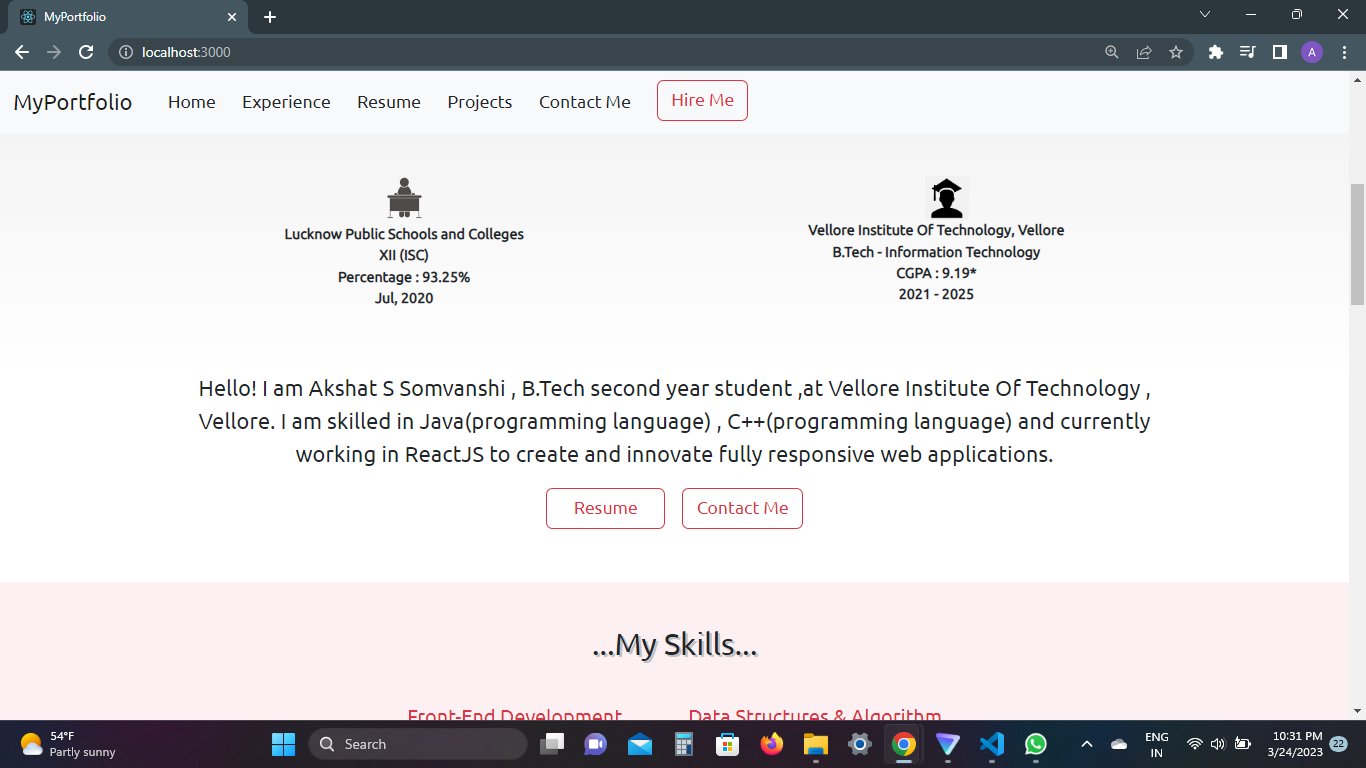 MyPortfolio
localhost:3000
A
MyPortfolio
Home
Experience
Resume
Projects
Contact Me
Hire Me
Lucknow Public Schools and Colleges
XII (ISC)
Percentage : 93.25%
Jul, 2020
Vellore Institute Of Technology, Vellore
B.Tech - Information Technology
CGPA : 9.19*
2021 - 2025
Hello! I am Akshat S Somvanshi , B.Tech second year student ,at Vellore Institute Of Technology ,
Vellore. I am skilled in Java(programming language) , C++(programming language) and currently
working in ReactJS to create and innovate fully responsive web applications.
Resume
Contact Me
...My Skills...
Front-End Development
Data Structures & Algorithm
54°F
Partly sunny
Search
ENG
IN
10:31 PM
3/24/2023
22